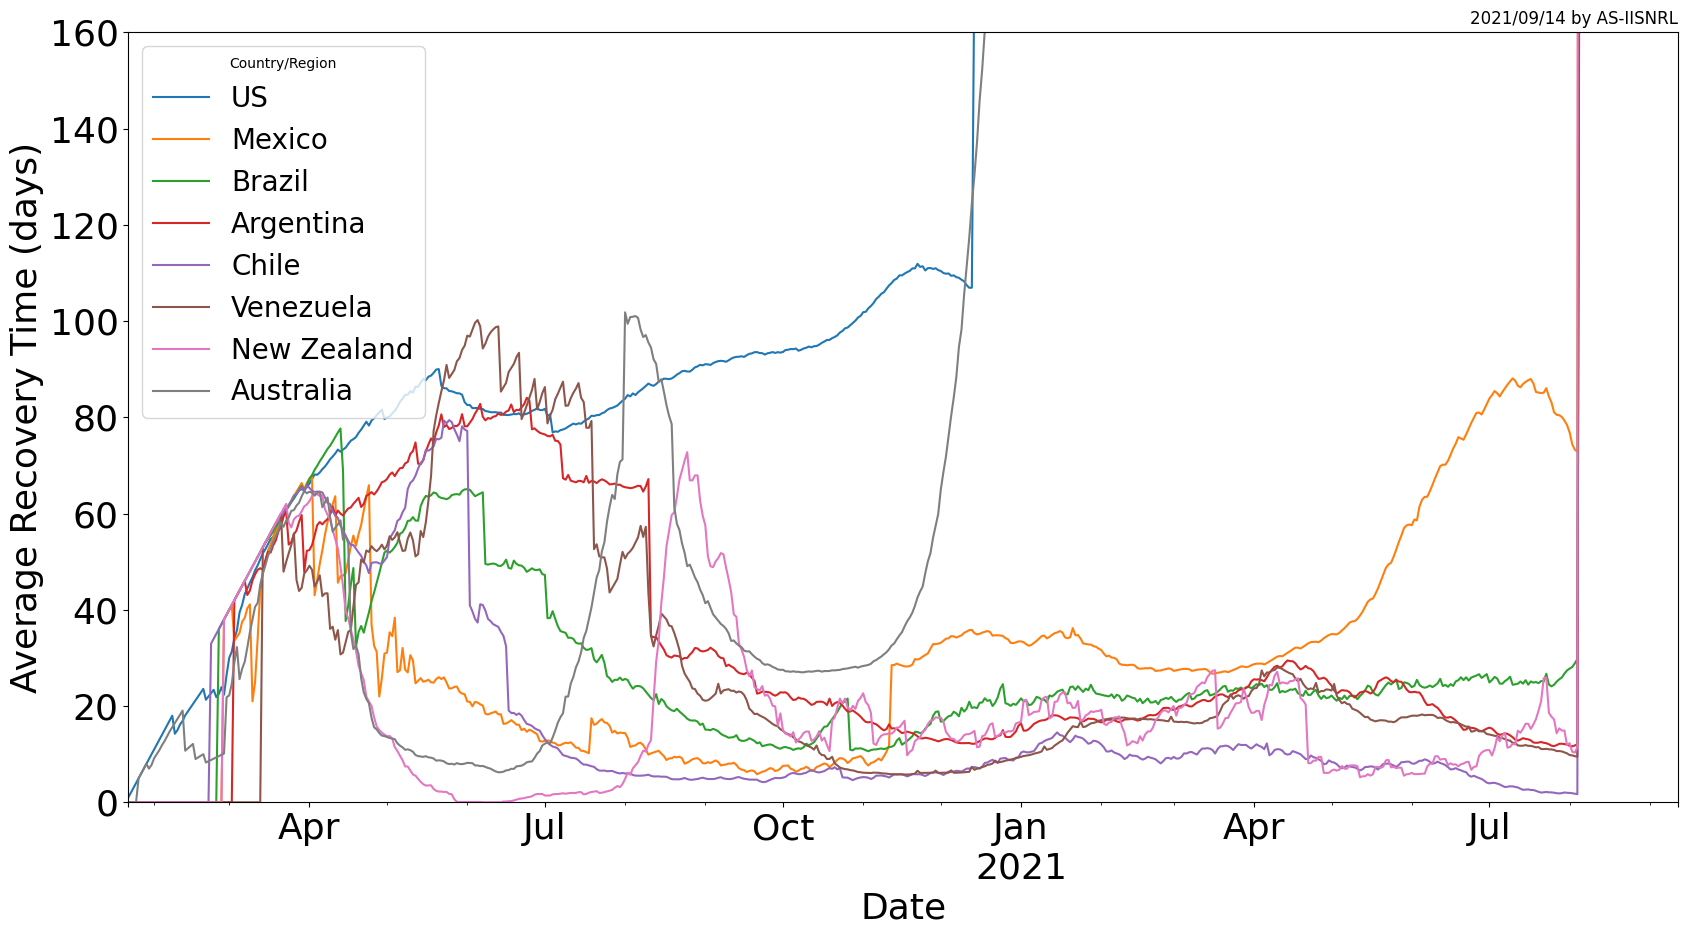 2021/09/14 by AS-IISNRL
160
140
120
100
80
60
40
20
0
Average Recovery Time (days)
Country/Region
US
Mexico
Brazil
Argentina
Chile
Venezuela
New Zealand
Australia
Apr Jul Oct Jan Apr Jul
2021
Date